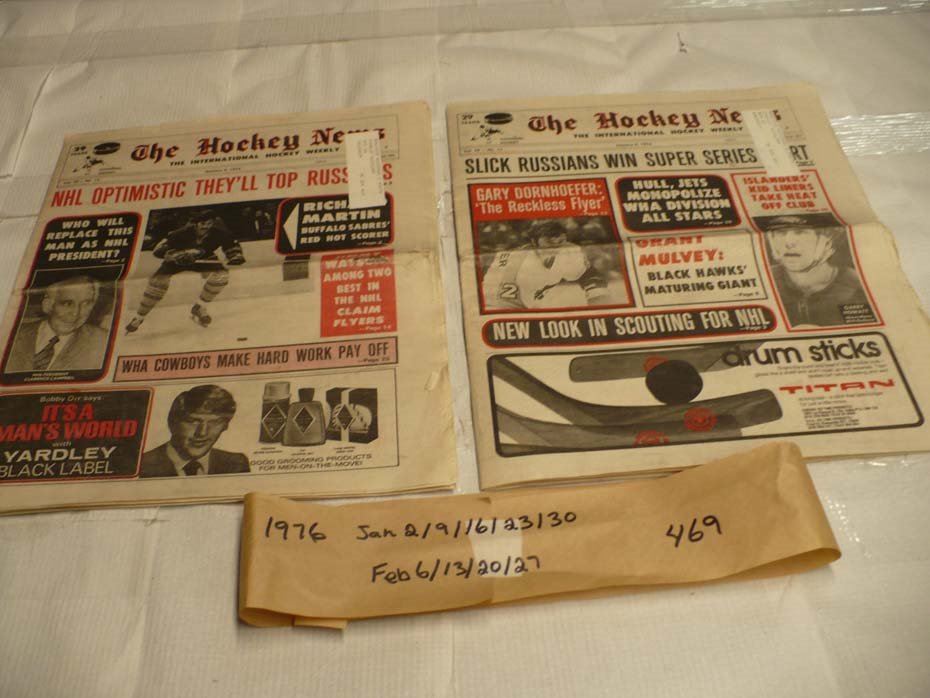 The Hockey News
THE INTERNATIONAL HOCKEY WEEKLY
NHL OPTIMISTIC THEY'LL TOP
WHO WILL
REPLACE THIS
MAN AS NHL
PRESIDENT?
MARTIN
BUFFALO SABRES'
RED HOT SCORER
AMONG TWO
BEST IN
THE NHL
CLAIM
FLYERS
WHA COWBOYS MAKE HARD WORK PAY OFF
Bobby Orr says
IT'S A
MAN'S WORLD
with
YARDLEY
BLACK LABEL
GOOD GROOMING PRODUCTS
FOR MEN-ON-THE-MOVE!
29
The Hockey Ne
THE INTERNATIONAL HOCKEY WEEKLY
SLICK RUSSIANS WIN SUPER SERIES RT
GARY DORNHOEFER:
'The Reckless Flyer'
HULL, JETS
MONOPOLIZE
WHA DIVISION
ALL STARS
ISLANDERS'
KID LINERS
TAKE HEAT
OFF CLUB
GRANT
MULVEY:
BLACK HAWKS'
MATURING GIANT
NEW LOOK IN SCOUTING FOR NHL
drum sticks
TITAN
1976 Jan 2/9/16/23/30 469
Feb 6/13/20/27